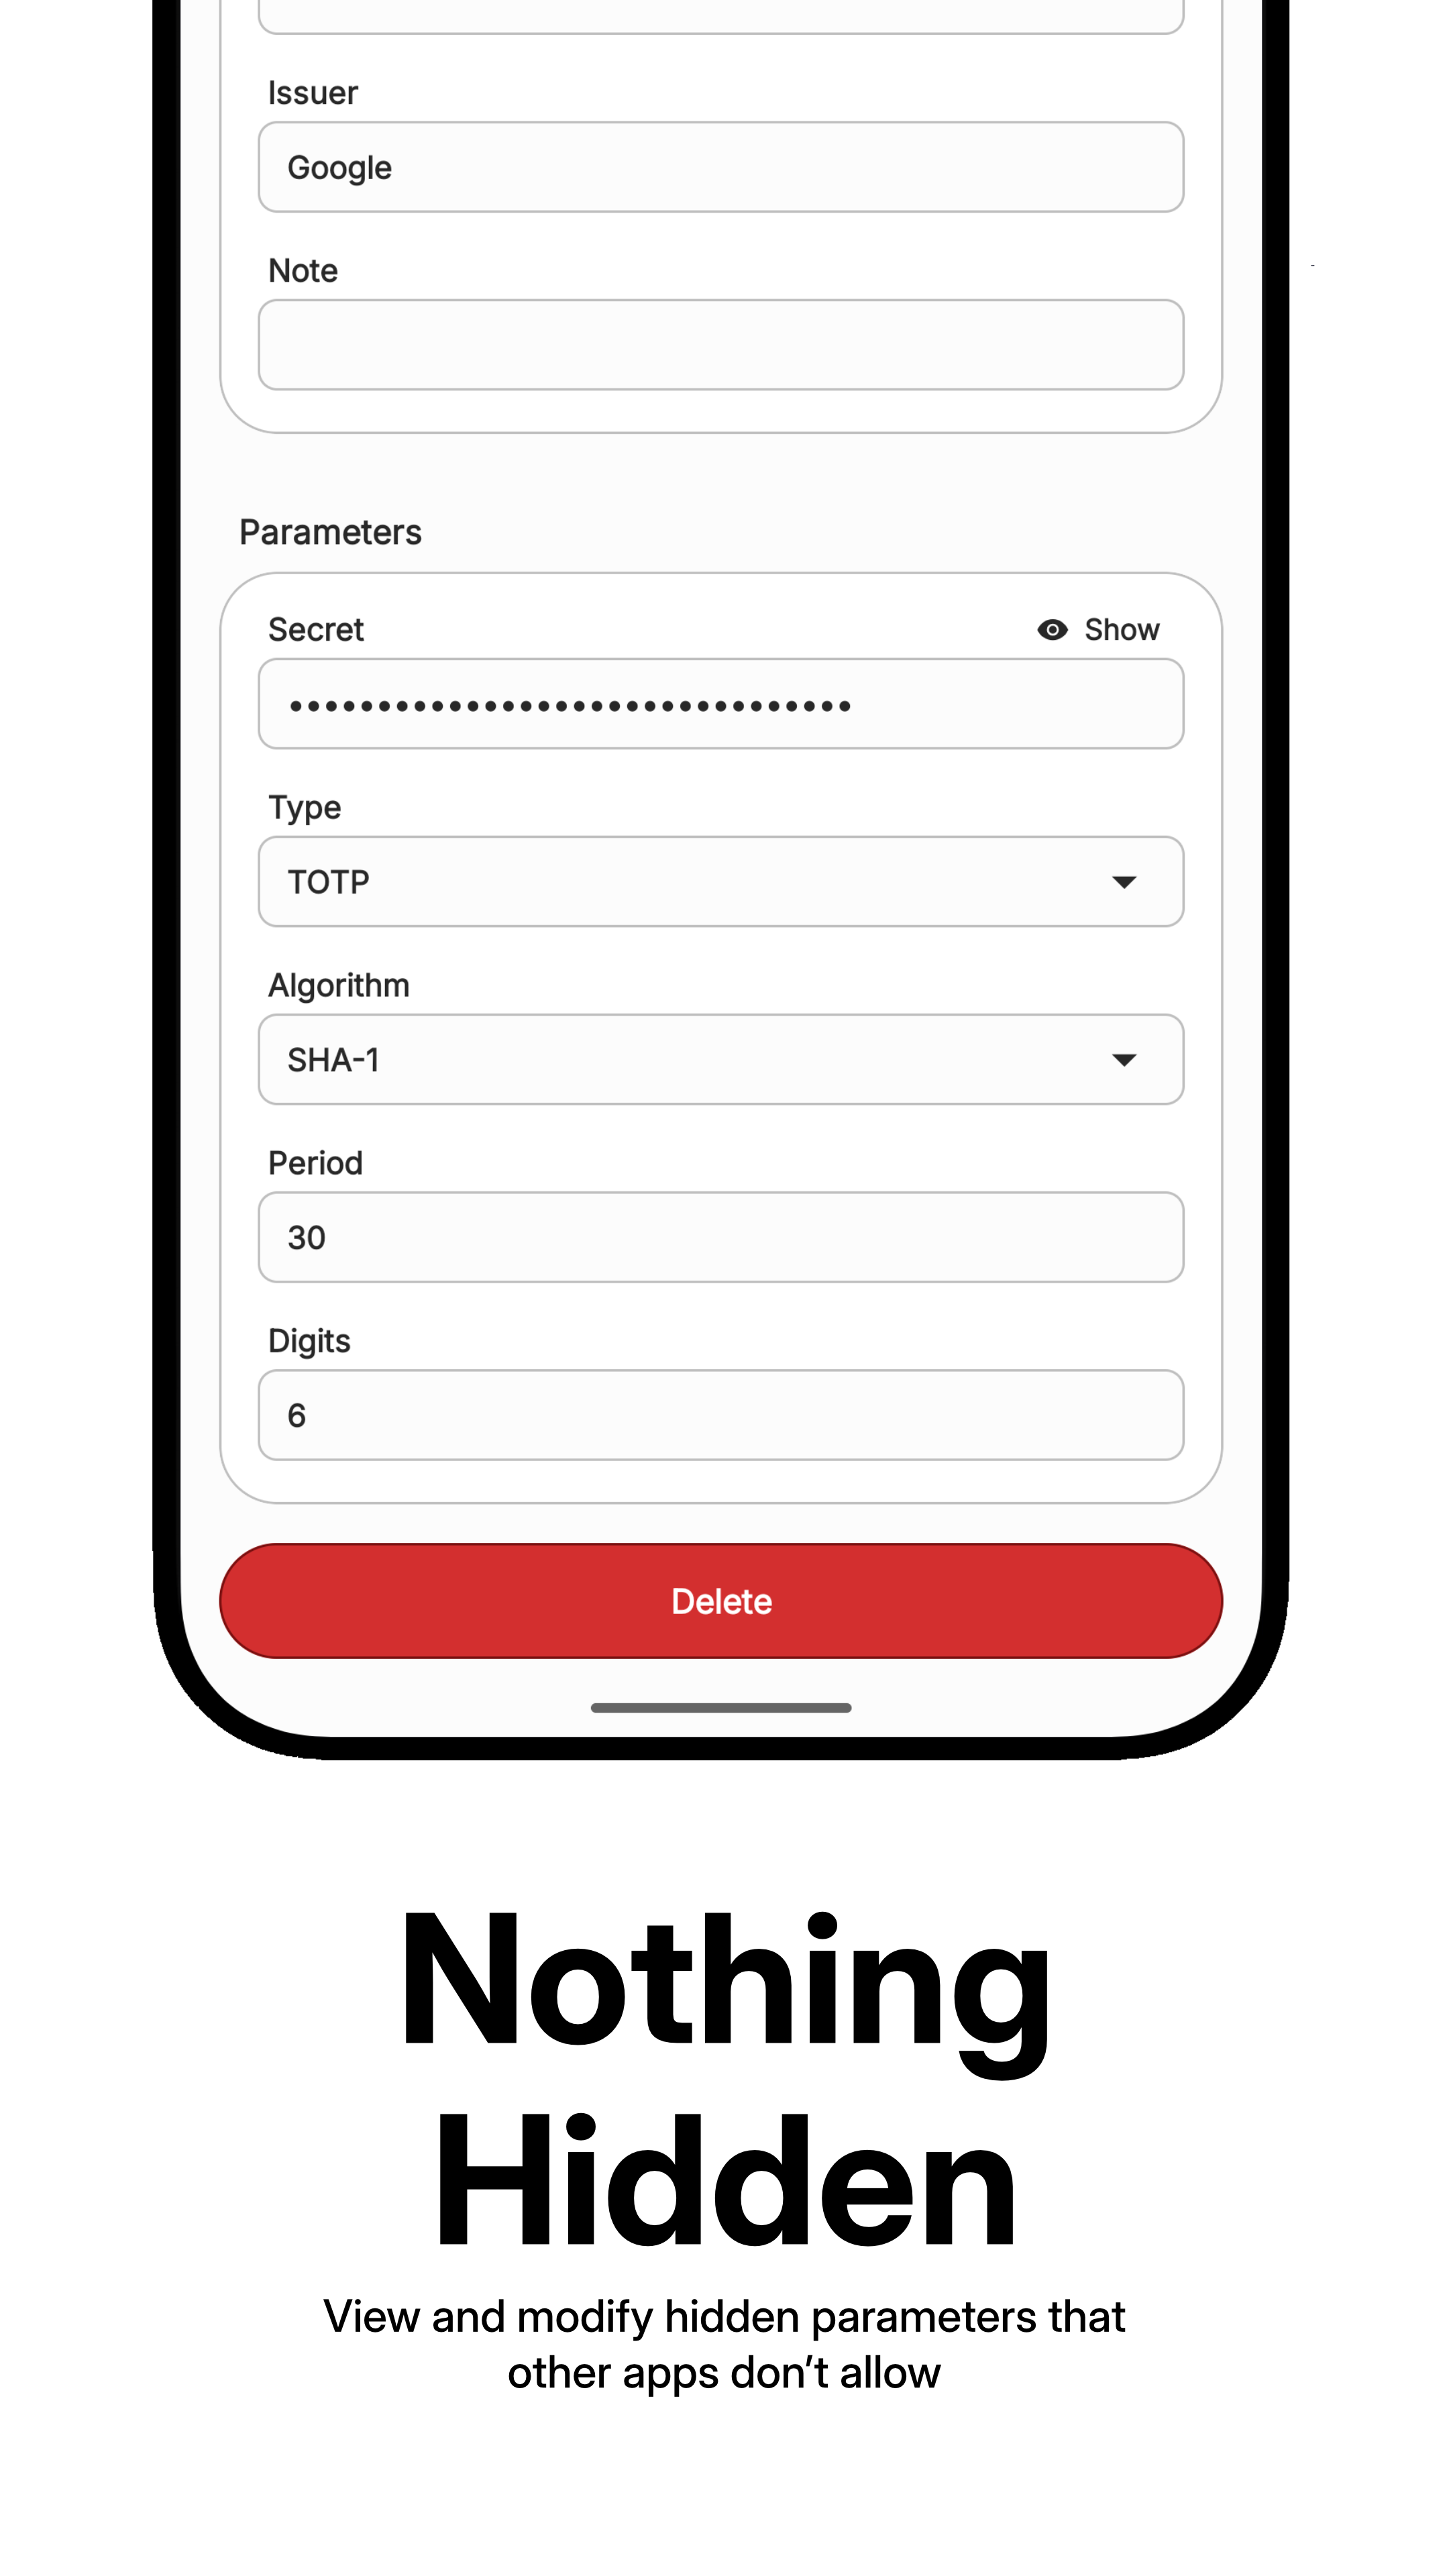 Issuer
Google
Note
Parameters
Secret
Show
••••••••••••••••••••••••••••••••
Type
TOTP
Algorithm
SHA-1
Period
30
Digits
6
Delete
Nothing
Hidden
View and modify hidden parameters that
other apps don’t allow